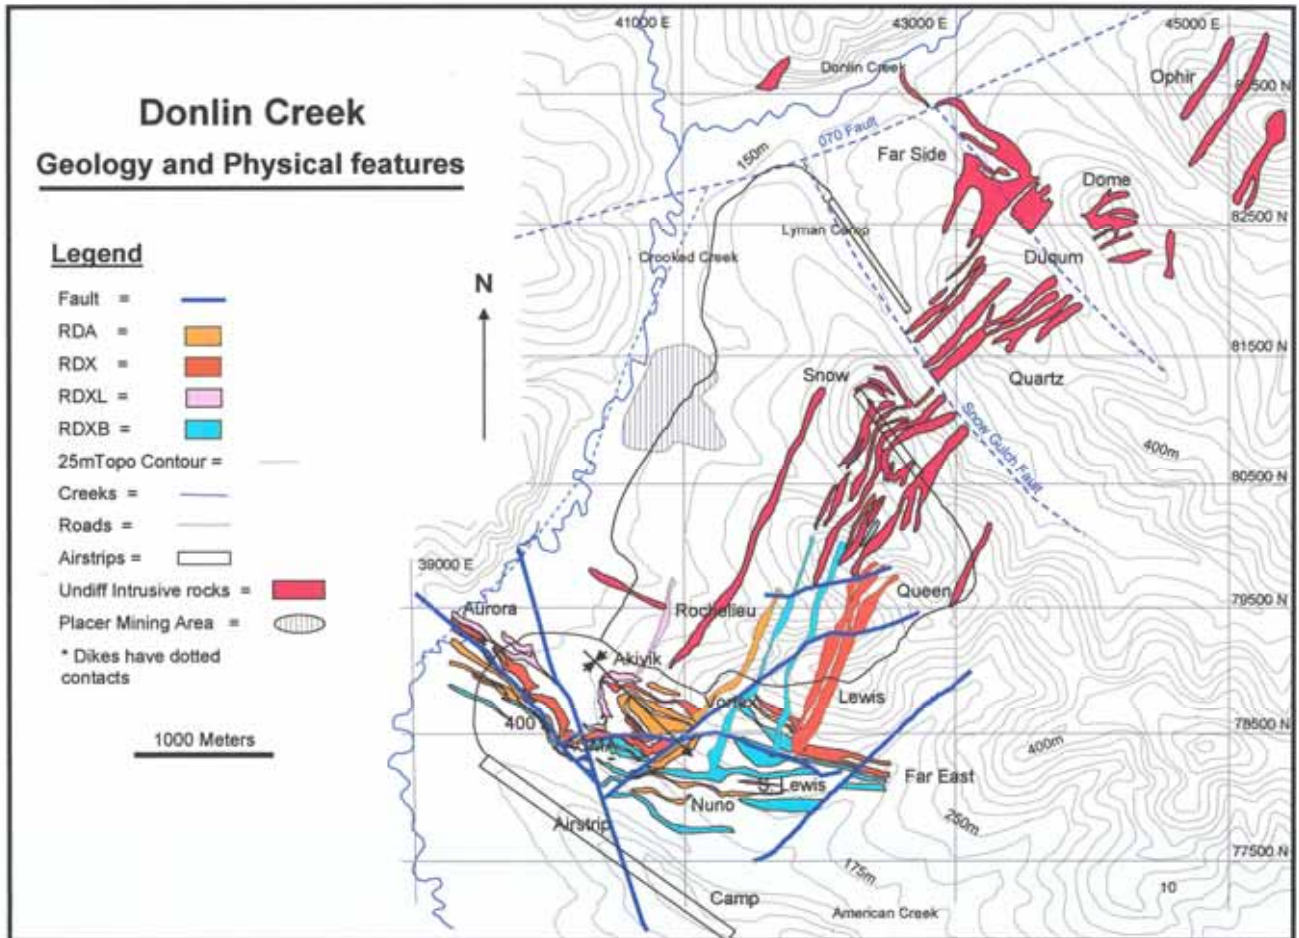 Donlin Creek
Geology and Physical features
Legend
Fault =
RDA =
RDX =
RDXL =
RDXB =
25mTopo Contour =
Creeks =
Roads =
Airstrips =
Undiff Intrusive rocks =
Placer Mining Area =
* Dikes have dotted
contacts
1000 Meters
N
41000 E
43000 E
45000 E
39000 E
Donlin Creek
Ophir
070 Fault
150m
Far Side
Dome
82500 N
Lyman Camp
Crooked Creek
Duqum
81500 N
Snow
Quartz
Snow Gulch Fault
400m
80500 N
Queen
79500 N
Aurora
Rochelieu
Akivik
Vortex
Lewis
400
78500 N
400m
Far East
S. Lewis
Nuno
Airstrip
250m
77500 N
175m
10
Camp
American Creek